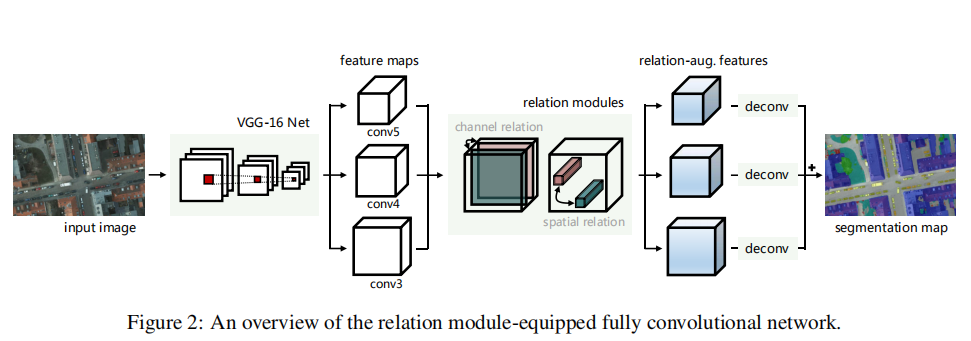 feature maps
relation-aug. features
VGG-16 Net
relation modules
conv5
deconv
channel relation
+
conv4
deconv
input image
spatial relation
segmentation map
conv3
deconv
Figure 2: An overview of the relation module-equipped fully convolutional network.